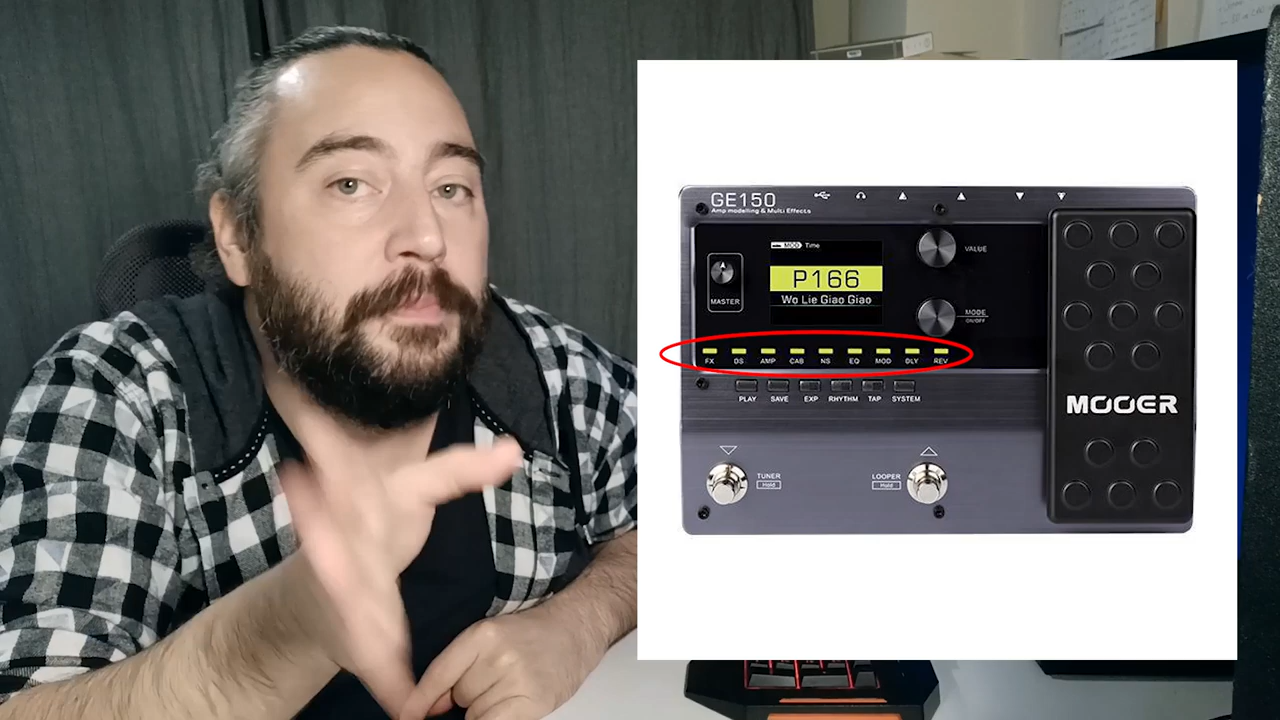 GE150
Amp modelling & Multi Effects
MOD Time
P166
Wo Lie Giao Giao
MASTER
VALUE
MODE
ON/OFF
FX DS AMP CAB NS EQ MOD DLY REV
PLAY SAVE EXP RHYTHM TAP SYSTEM
MOOER
TUNER
Hold
LOOPER
Hold